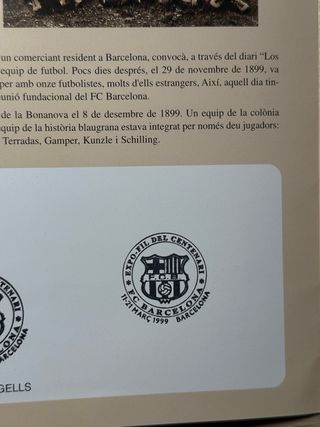 un comerciant resident a Barcelona, convocà, a través del diari “Los
equip de futbol. Pocs dies després, el 29 de novembre de 1899, va
per amb onze futbolistes, molts d'ells estrangers, Així, aquell dia tin-
unió fundacional del FC Barcelona.
de la Bonanova el 8 de desembre de 1899. Un equip de la colònia
quip de la història blaugrana estava integrat per només deu jugadors:
Terradas, Gamper, Kunzle i Schilling.
EXPO-FIL DEL CENTENARI
F.C.B
FC BARCELONA
11-21 MARÇ 1999 BARCELONA
ENTENARI
BARCELONA
GELLS